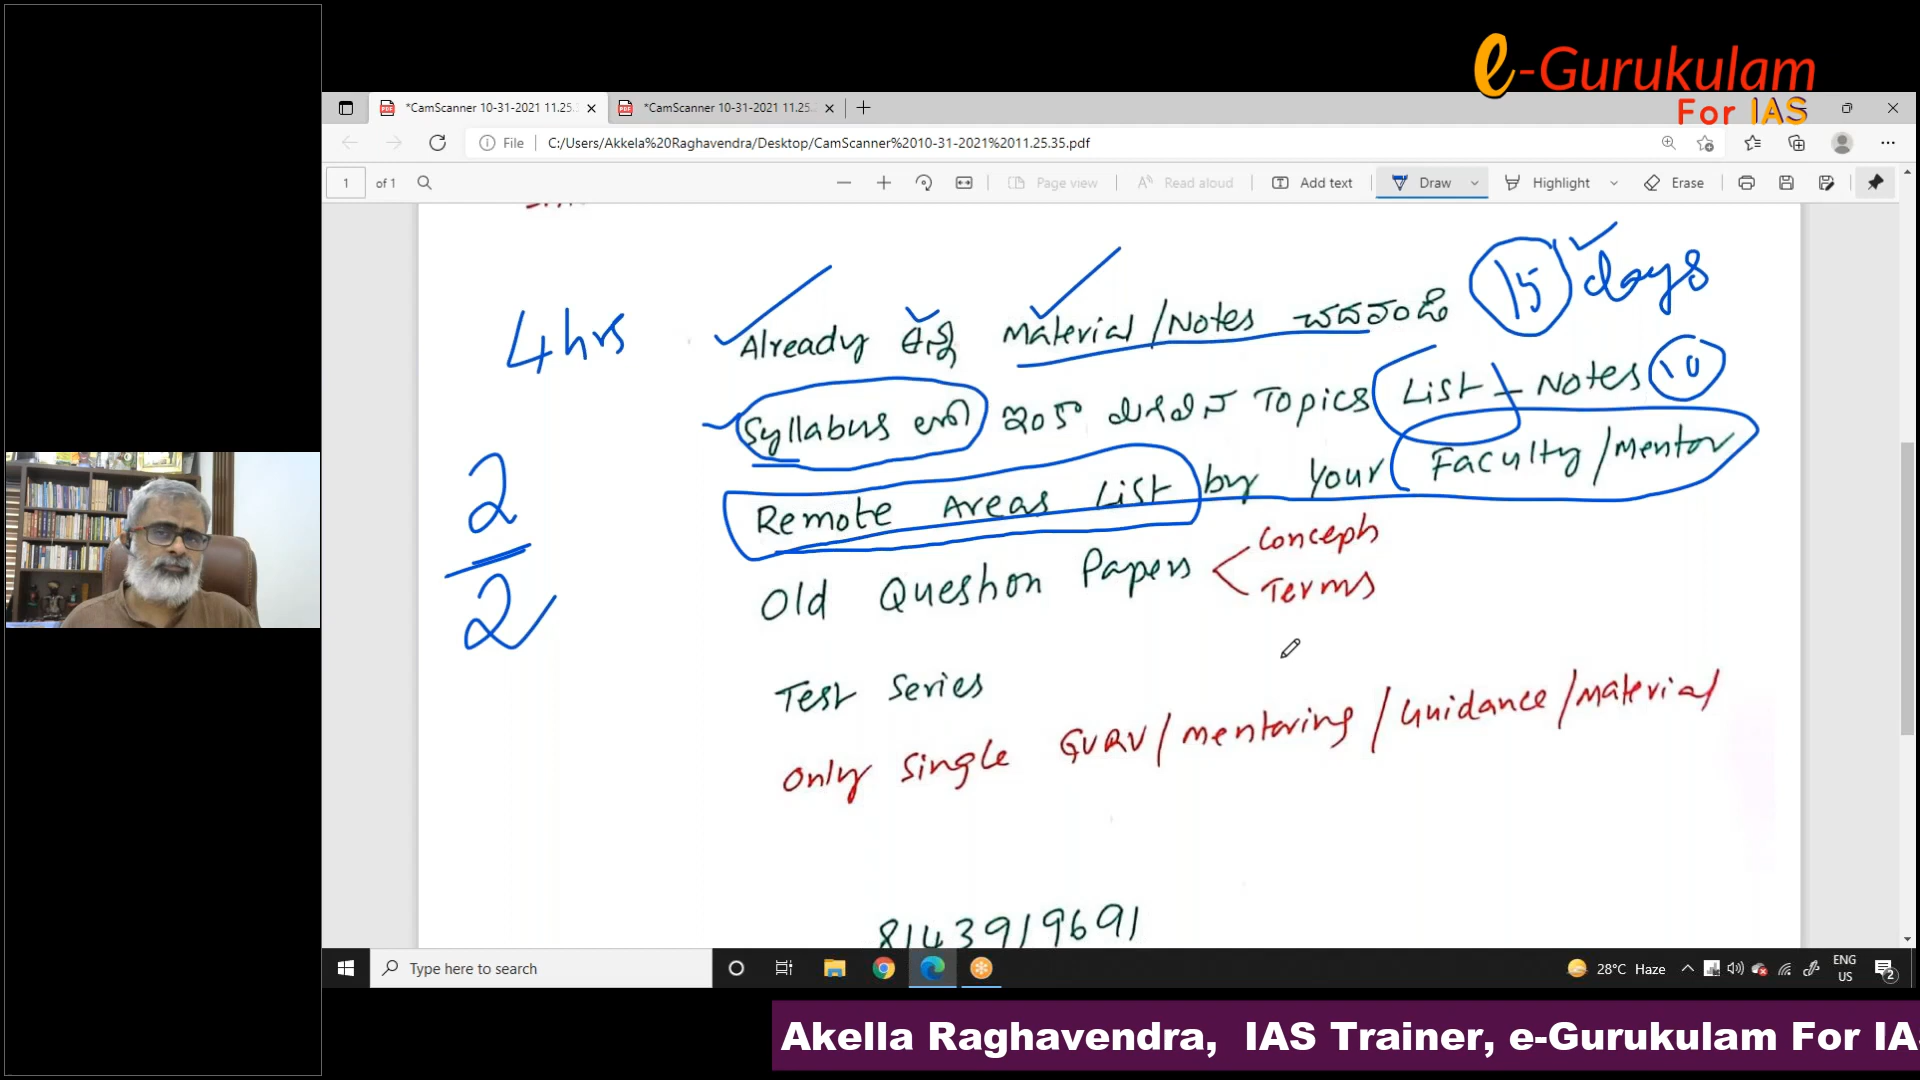 e-Gurukulam
For IAS
*CamScanner 10-31-2021 11.25.
*CamScanner 10-31-2021 11.25.
File
C:/Users/Akkela%20Raghavendra/Desktop/CamScanner%2010-31-2021%2011.25.35.pdf
1 of 1
Page view
Read aloud
Add text
Draw
Highlight
Erase
15 days
4 hrs
Already ఉన్న Material / Notes చదవండి
Syllabus లోని ఇంకా మిగిలిన Topics List - Notes 10
Remote Areas List by Your Faculty / Mentor
2
2
Old Question Papers
Concepts
Terms
Test Series
Only Single GURU / mentoring / Guidance / Material
8143919691
Type here to search
28°C Haze
ENG
US
2
Akella Raghavendra, IAS Trainer, e-Gurukulam For IA